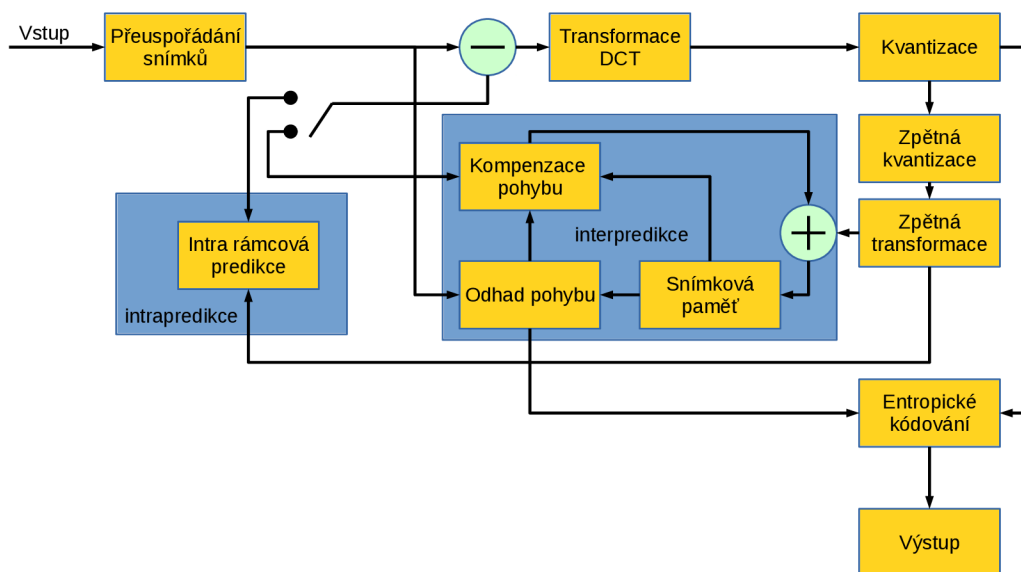 Vstup
Přeuspořádání
snímků
Transformace
DCT
Kvantizace
Zpětná
kvantizace
Kompenzace
pohybu
Zpětná
transformace
interpredikce
Intra rámcová
predikce
Odhad pohybu
Snímková
paměť
intrapredikce
Entropické
kódování
Výstup